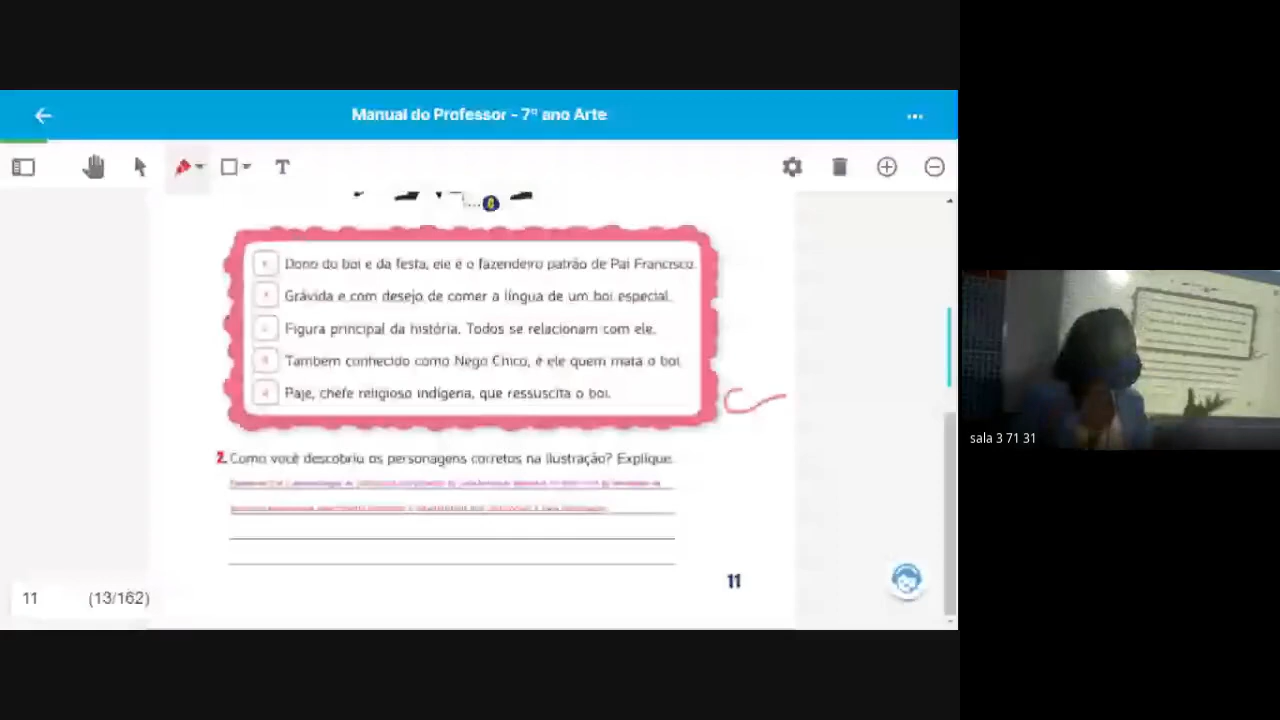 Manual do Professor - 7º ano Arte
T
Dono do boi e da festa, ele é o fazendeiro patrão de Pai Francisco.
Grávida e com desejo de comer a língua de um boi especial.
Figura principal da história. Todos se relacionam com ele.
Também conhecido como Nego Chico, é ele quem mata o boi.
Pajé, chefe religioso indígena, que ressuscita o boi.
2. Como você descobriu os personagens corretos na ilustração? Explique.
11
11 (13/162)
sala 3 71 31